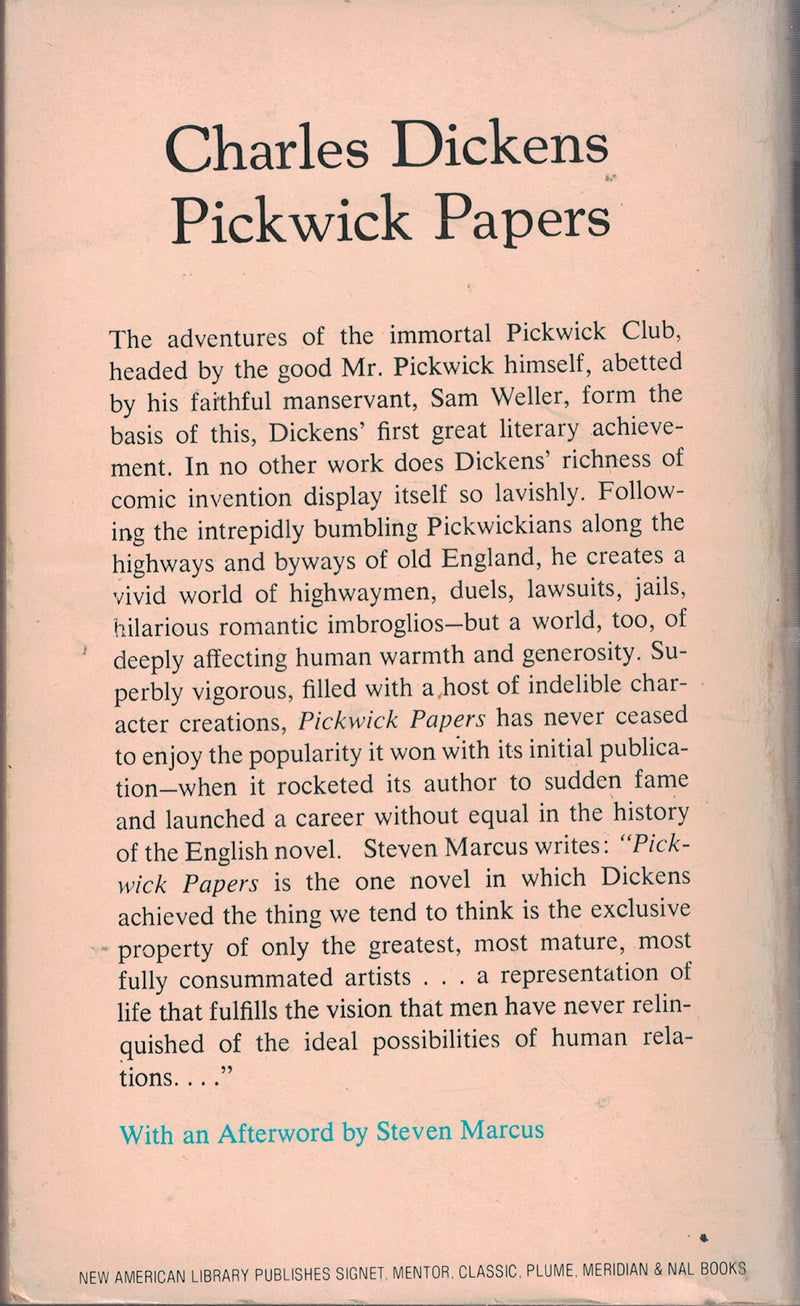 Charles Dickens
Pickwick Papers
The adventures of the immortal Pickwick Club,
headed by the good Mr. Pickwick himself, abetted
by his faithful manservant, Sam Weller, form the
basis of this, Dickens’ first great literary achieve-
ment. In no other work does Dickens’ richness of
comic invention display itself so lavishly. Follow-
ing the intrepidly bumbling Pickwickians along the
highways and byways of old England, he creates a
vivid world of highwaymen, duels, lawsuits, jails,
hilarious romantic imbroglios—but a world, too, of
deeply affecting human warmth and generosity. Su-
perbly vigorous, filled with a host of indelible char-
acter creations, Pickwick Papers has never ceased
to enjoy the popularity it won with its initial publica-
tion—when it rocketed its author to sudden fame
and launched a career without equal in the history
of the English novel. Steven Marcus writes: “Pick-
wick Papers is the one novel in which Dickens
achieved the thing we tend to think is the exclusive
property of only the greatest, most mature, most
fully consummated artists . . . a representation of
life that fulfills the vision that men have never relin-
quished of the ideal possibilities of human rela-
tions. . . .”
With an Afterword by Steven Marcus
NEW AMERICAN LIBRARY PUBLISHES SIGNET, MENTOR, CLASSIC, PLUME, MERIDIAN & NAL BOOKS